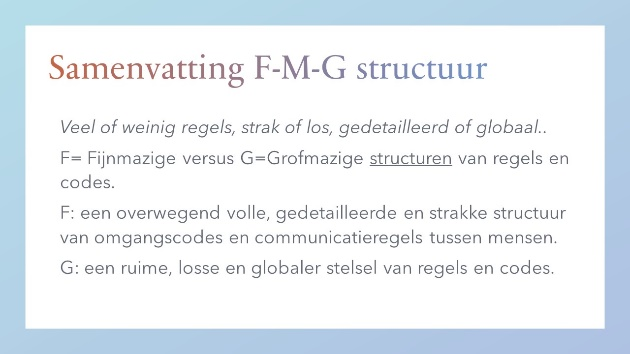 Samenvatting F-M-G structuur
Veel of weinig regels, strak of los, gedetailleerd of globaal..
F= Fijnmazige versus G=Grofmazige structuren van regels en
codes.
F: een overwegend volle, gedetailleerde en strakke structuur
van omgangscodes en communicatieregels tussen mensen.
G: een ruime, losse en globaler stelsel van regels en codes.